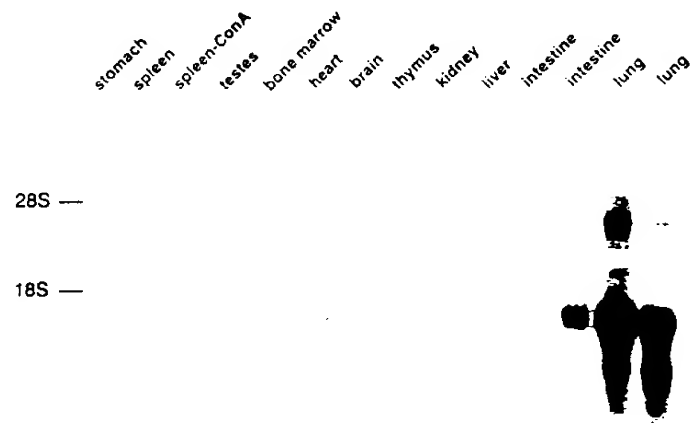 stomach
spleen
spleen-ConA
testes
bone marrow
heart
brain
thymus
kidney
liver
intestine
intestine
lung
lung
28S
18S